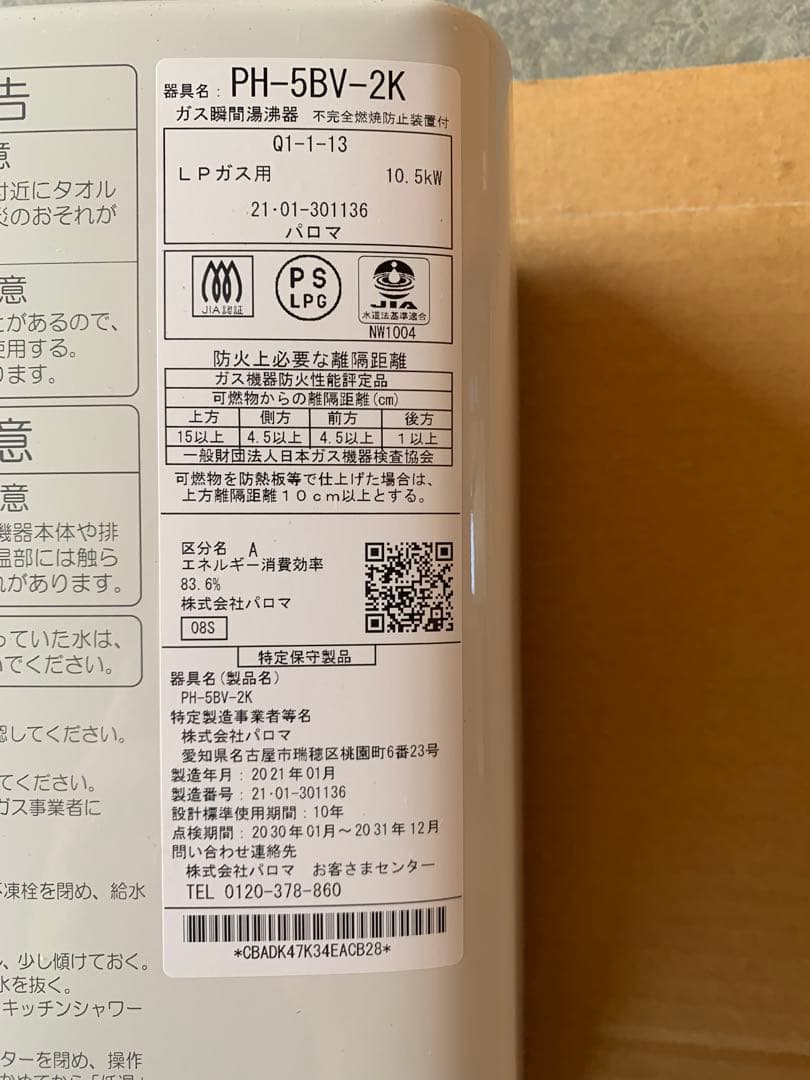 告
意
付近にタオル
災のおそれが
意
とがあるので、
使用する。
ります。
意
意
機器本体や排
温部には触ら
れがあります。
っていた水は、
いでください。
認してください。
てください。
ガス事業者に
不凍栓を閉め、給水
し、少し傾けておく。
水を抜く。
キッチンシャワー
ターを閉め、操作
器具名: PH-5BV-2K
ガス瞬間湯沸器 不完全燃焼防止装置付
Q1-1-13
LPガス用 10.5kW
21・01-301136
パロマ
JIA認証
PS
LPG
JIA
水道法基準適合
NW1004
防火上必要な離隔距離
ガス機器防火性能評定品
可燃物からの離隔距離(cm)
上方 側方 前方 後方
15以上 4.5以上 4.5以上 1以上
一般財団法人日本ガス機器検査協会
可燃物を防熱板等で仕上げた場合は、
上方離隔距離10cm以上とする。
区分名 A
エネルギー消費効率
83.6%
株式会社パロマ
08S
特定保守製品
器具名(製品名)
PH-5BV-2K
特定製造事業者等名
株式会社パロマ
愛知県名古屋市瑞穂区桃園町6番23号
製造年月:2021年01月
製造番号:21・01-301136
設計標準使用期間:10年
点検期間:2030年01月〜2031年12月
問い合わせ連絡先
株式会社パロマ お客さまセンター
TEL 0120-378-860
*CBADK47K34EACB28*